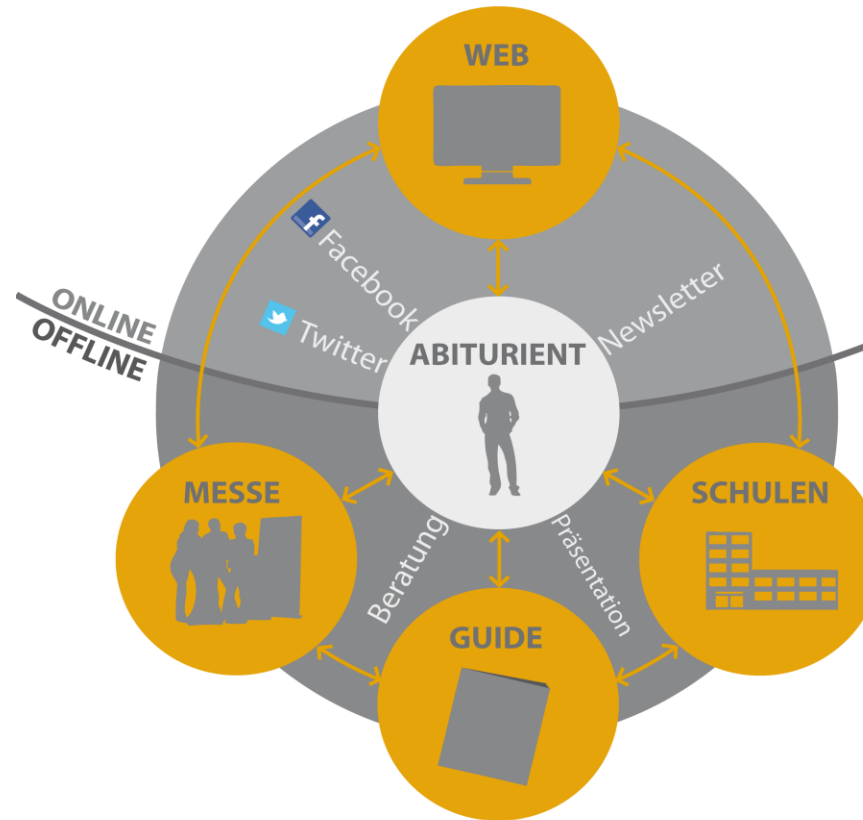 WEB
Facebook
Twitter
Newsletter
ONLINE
OFFLINE
ABITURIENT
MESSE
SCHULEN
Beratung
Präsentation
GUIDE